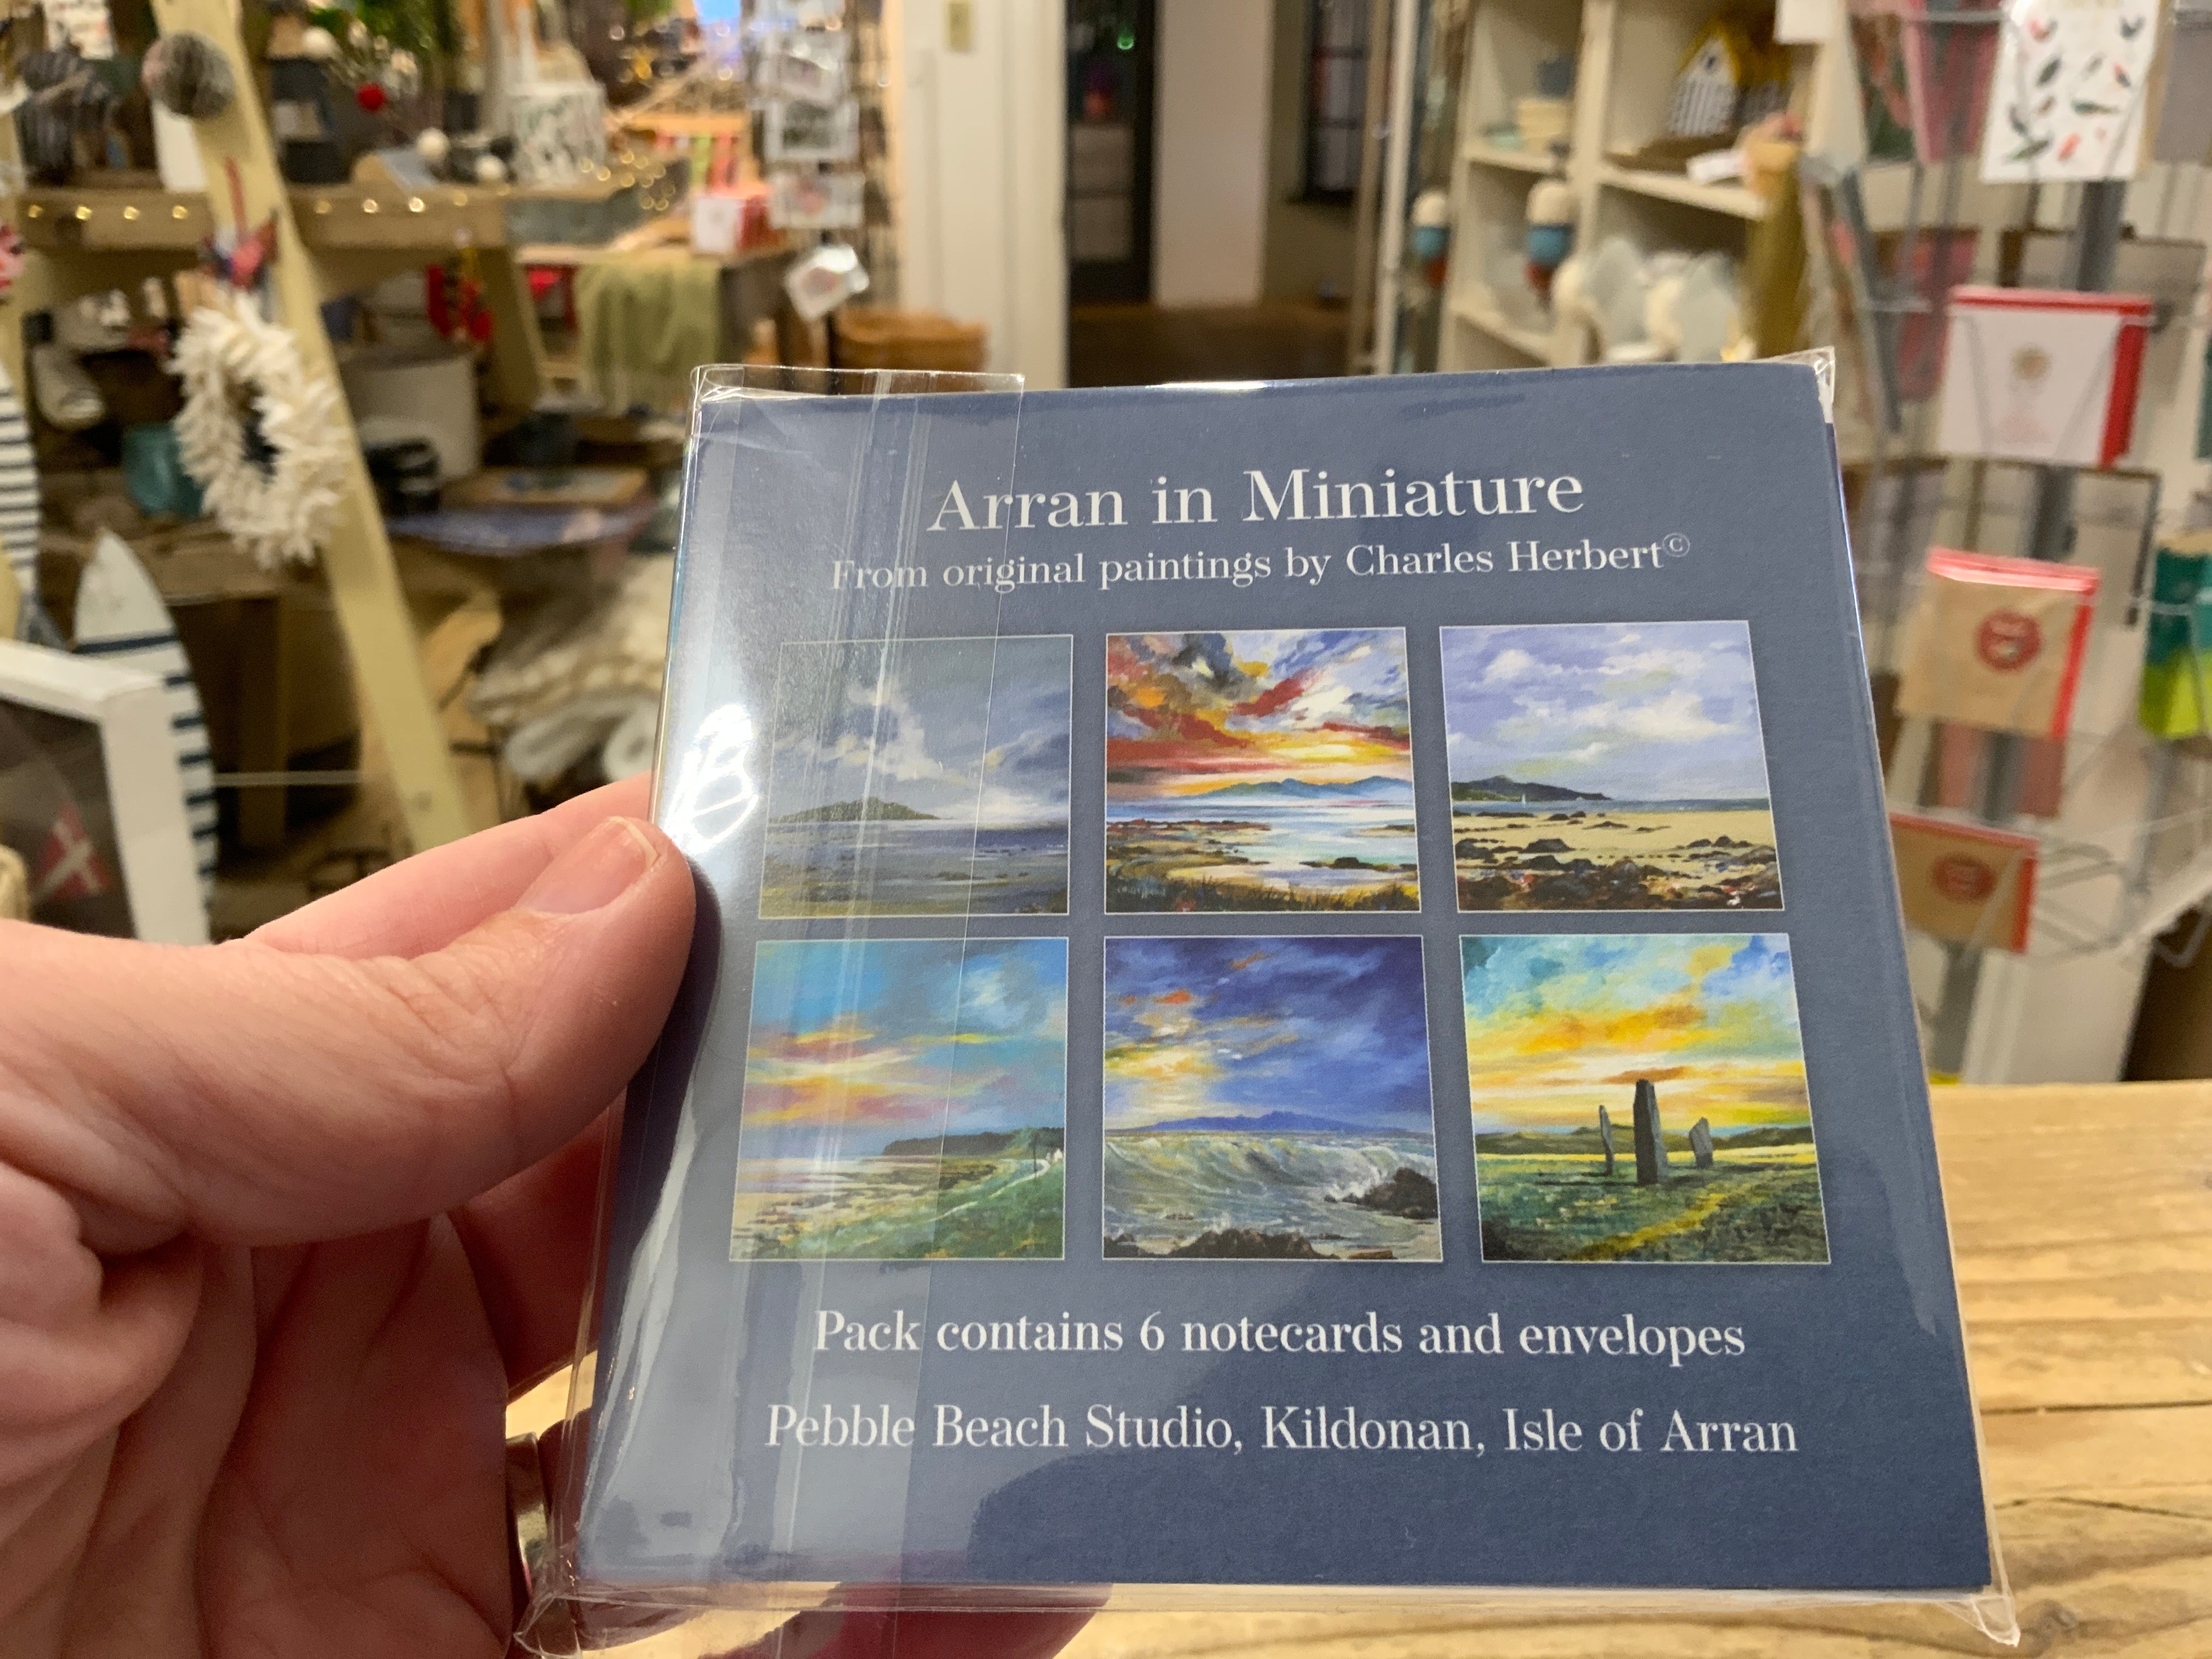 Arran in Miniature
From original paintings by Charles Herbert©
Pack contains 6 notecards and envelopes
Pebble Beach Studio, Kildonan, Isle of Arran